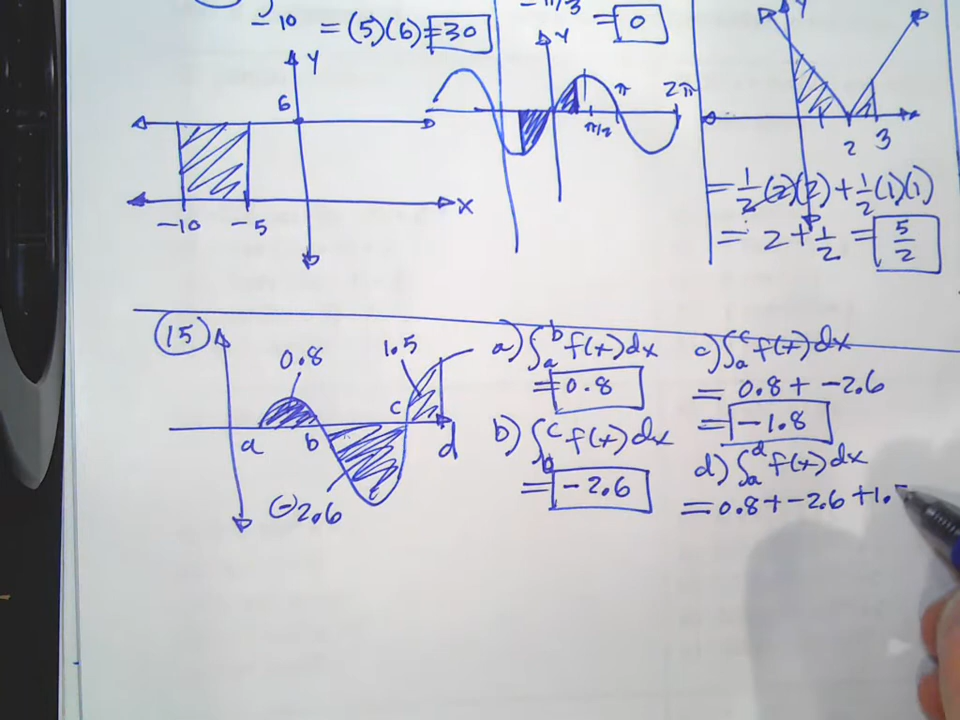 -10 = (5)(6) = 30
Y
6
X
-10 -5
-π/3 = 0
Y
π/2 π 2π
Y
2 3
= 1/2 (2)(2) + 1/2 (1)(1)
= 2 + 1/2 = 5/2
15
0.8 1.5
a b c d
(-)2.6
a) ∫_a^b f(x)dx
= 0.8
b) ∫_b^c f(x)dx
= -2.6
c) ∫_a^c f(x)dx
= 0.8 + -2.6
= -1.8
d) ∫_a^d f(x)dx
= 0.8 + -2.6 + 1.